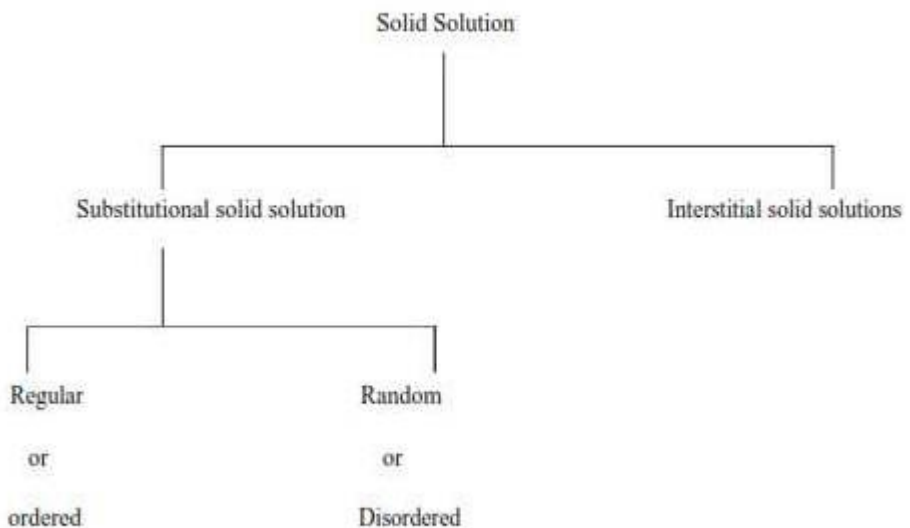 Solid Solution
Substitutional solid solution
Interstitial solid solutions
Regular
or
ordered
Random
or
Disordered